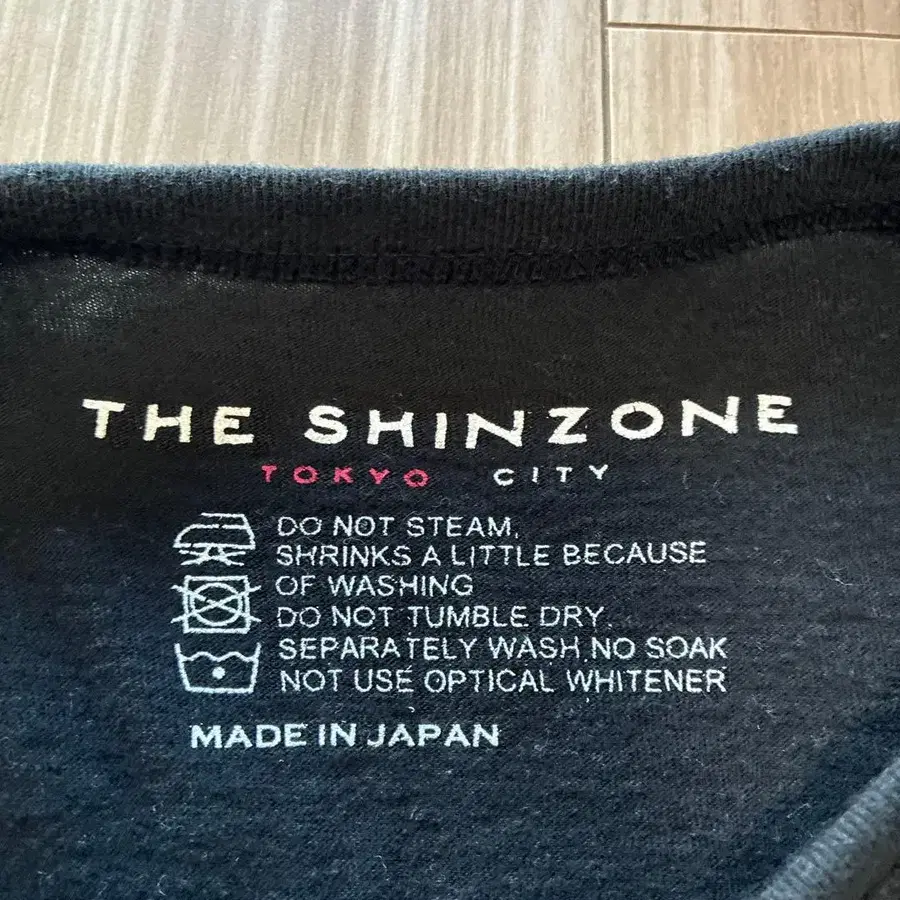 THE SHINZONE
TOKYO CITY
DO NOT STEAM,
SHRINKS A LITTLE BECAUSE
OF WASHING
DO NOT TUMBLE DRY.
SEPARATELY WASH,NO SOAK
NOT USE OPTICAL WHITENER
MADE IN JAPAN